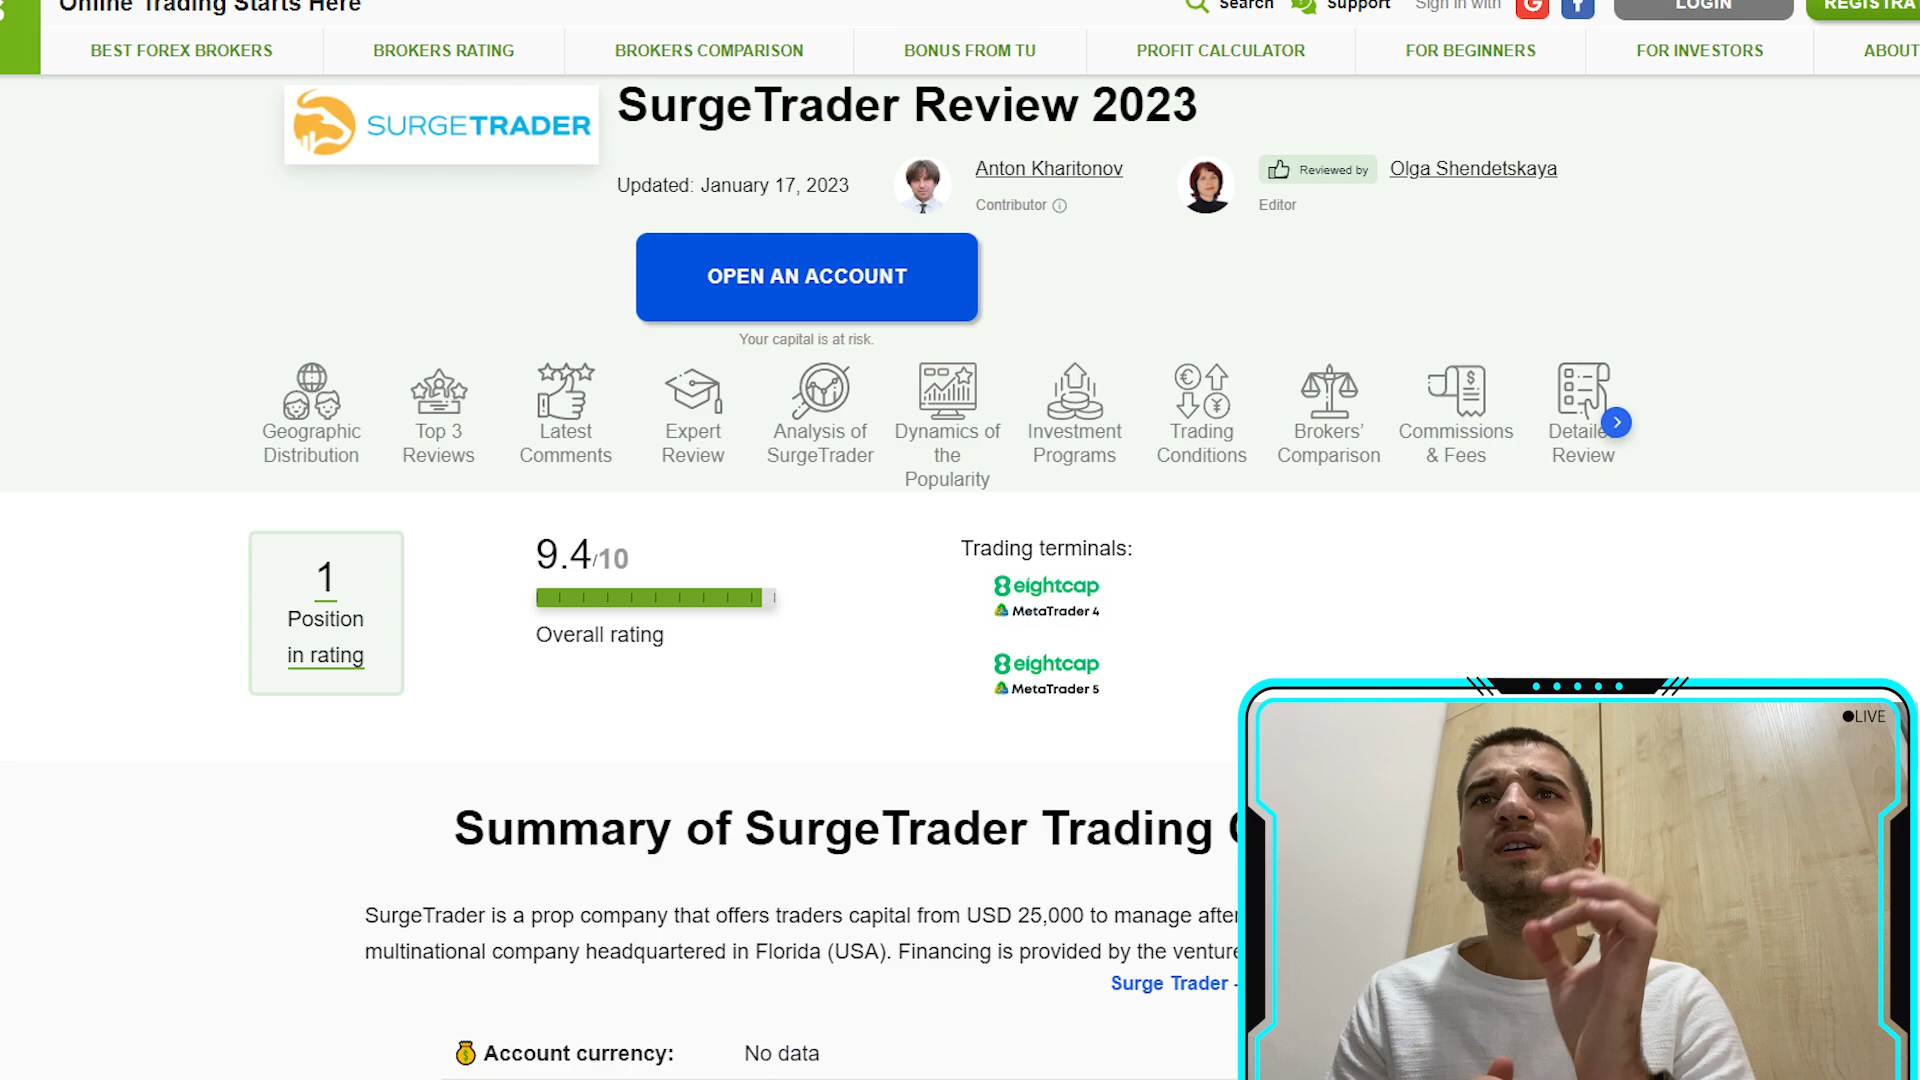 Online Trading Starts Here
Search
Support
Sign in with
G
f
LOGIN
REGISTRA
BEST FOREX BROKERS
BROKERS RATING
BROKERS COMPARISON
BONUS FROM TU
PROFIT CALCULATOR
FOR BEGINNERS
FOR INVESTORS
ABOUT
SURGETRADER
SurgeTrader Review 2023
Updated: January 17, 2023
Anton Kharitonov
Contributor
Reviewed by
Olga Shendetskaya
Editor
OPEN AN ACCOUNT
Your capital is at risk.
Geographic
Distribution
Top 3
Reviews
Latest
Comments
Expert
Review
Analysis of
SurgeTrader
Dynamics of
the
Popularity
Investment
Programs
Trading
Conditions
Brokers’
Comparison
Commissions
& Fees
Detaile
Review
1
Position
in rating
9.4/10
Overall rating
Trading terminals:
8 eightcap
MetaTrader 4
8 eightcap
MetaTrader 5
LIVE
Summary of SurgeTrader Trading
SurgeTrader is a prop company that offers traders capital from USD 25,000 to manage after
multinational company headquartered in Florida (USA). Financing is provided by the venture
Surge Trader -
Account currency:
No data